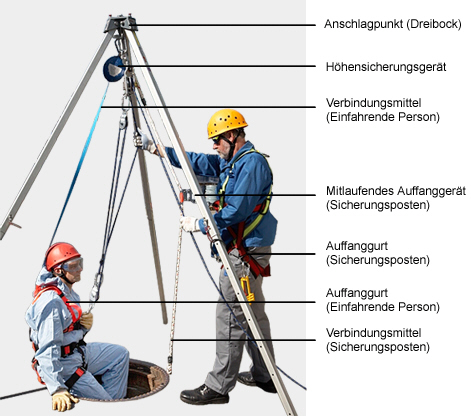 Anschlagpunkt (Dreibock)
Höhensicherungsgerät
Verbindungsmittel
(Einfahrende Person)
Mitlaufendes Auffanggerät
(Sicherungsposten)
Auffanggurt
(Sicherungsposten)
Auffanggurt
(Einfahrende Person)
Verbindungsmittel
(Sicherungsposten)